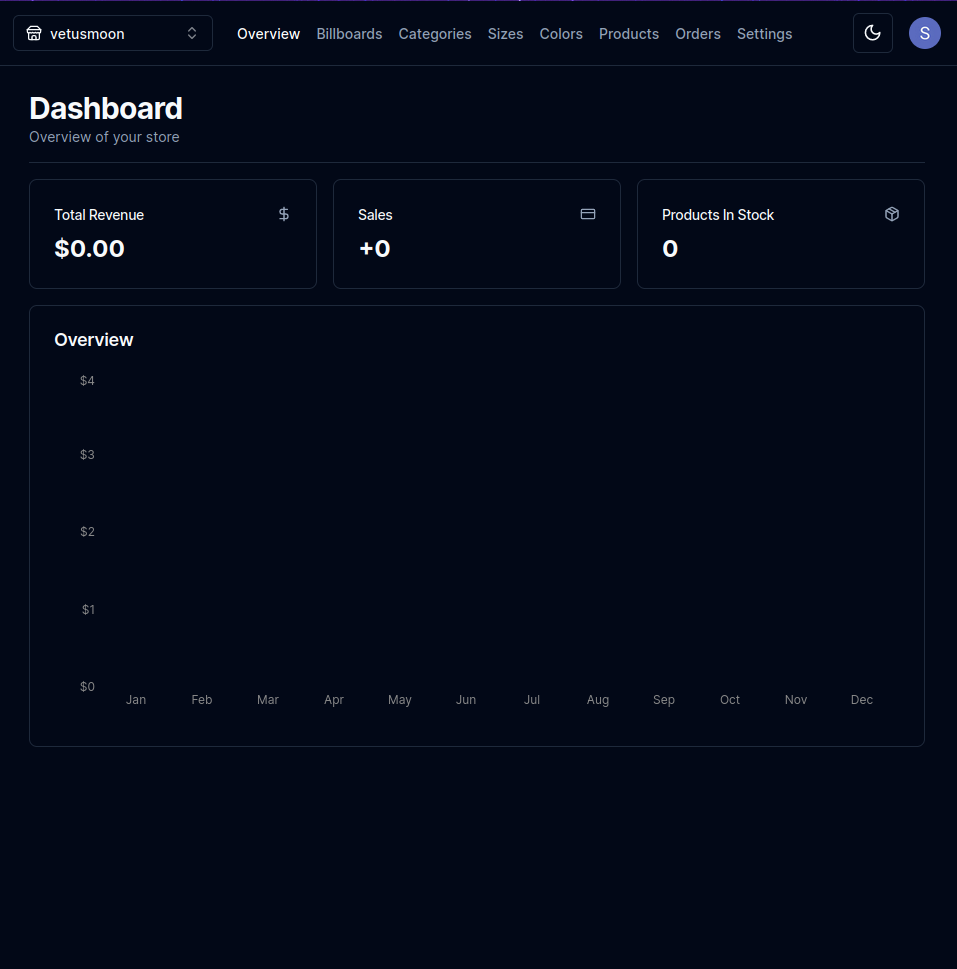 vetusmoon Overview Billboards Categories Sizes Colors Products Orders Settings S
Dashboard
Overview of your store
Total Revenue $
$0.00
Sales
+0
Products In Stock
0
Overview
$4
$3
$2
$1
$0
Jan Feb Mar Apr May Jun Jul Aug Sep Oct Nov Dec